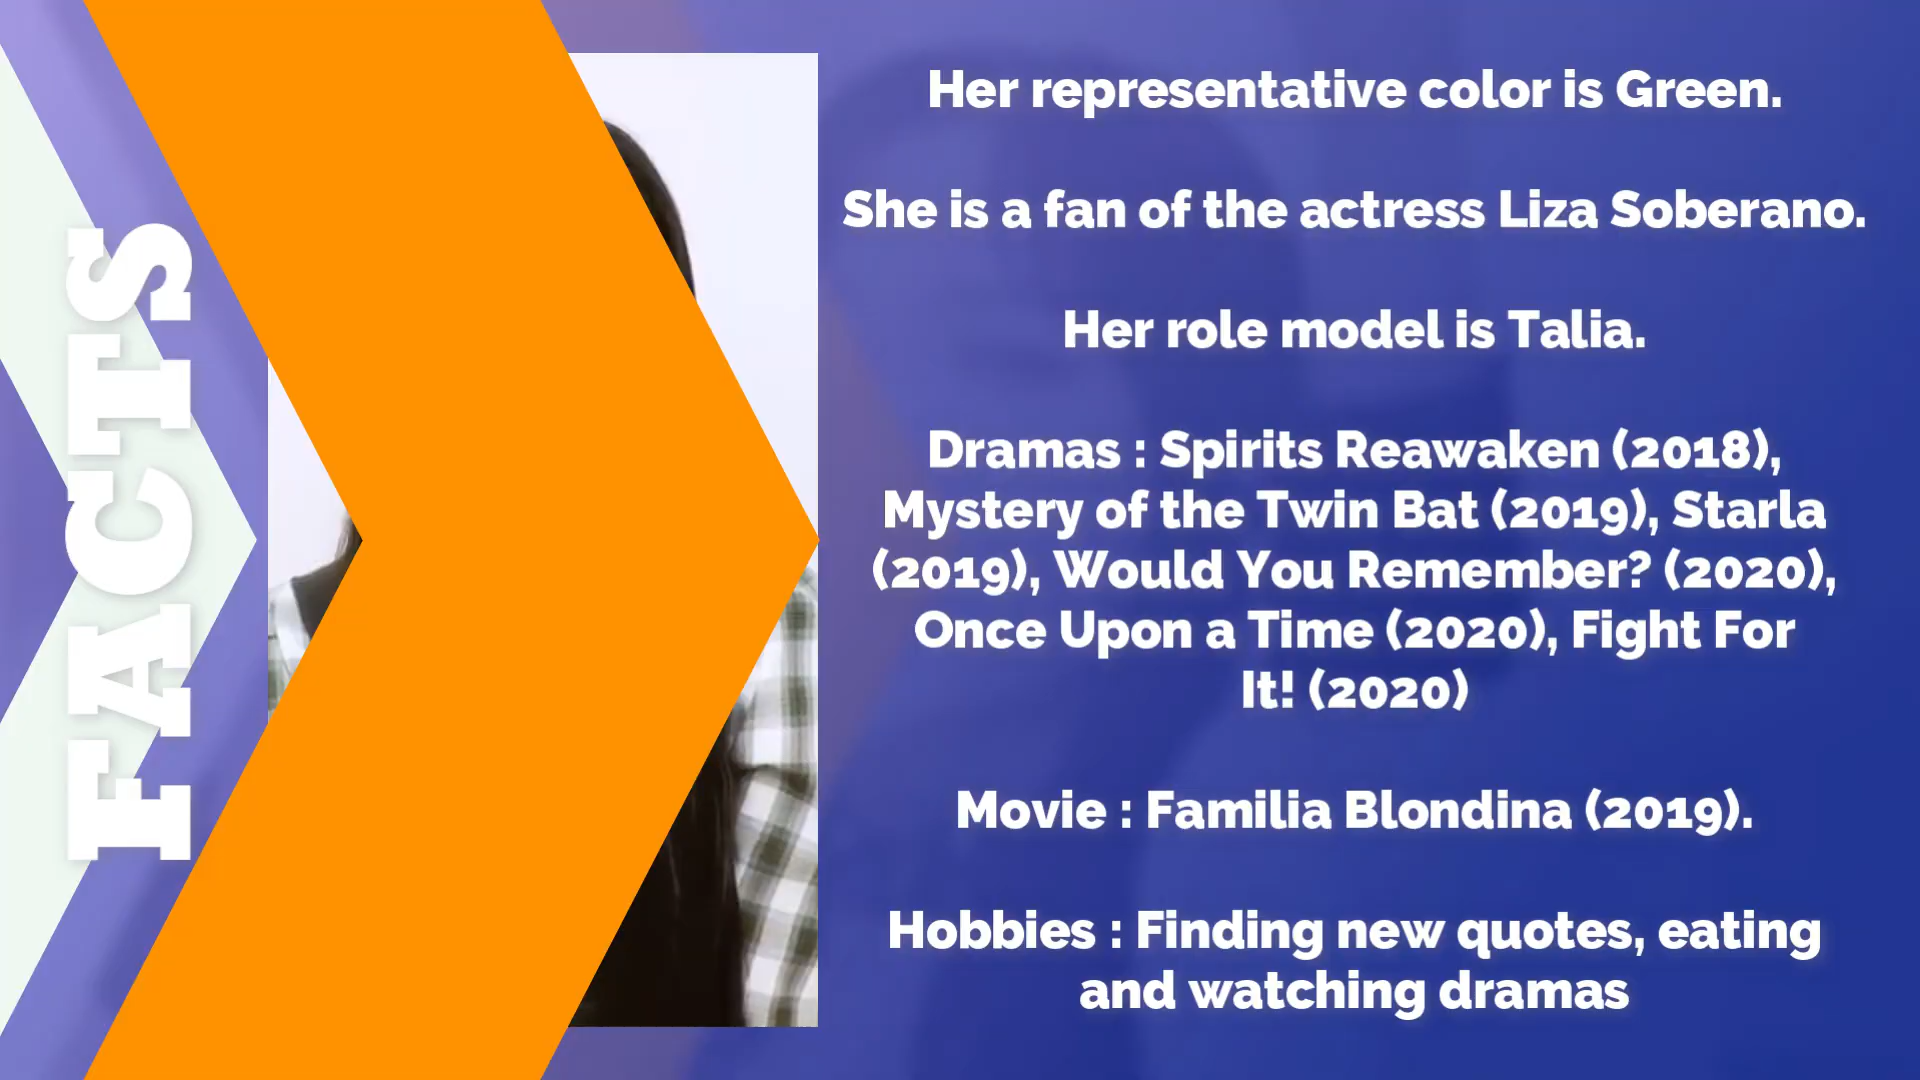 FACTS
Her representative color is Green.
She is a fan of the actress Liza Soberano.
Her role model is Talia.
Dramas : Spirits Reawaken (2018),
Mystery of the Twin Bat (2019), Starla
(2019), Would You Remember? (2020),
Once Upon a Time (2020), Fight For
It! (2020)
Movie : Familia Blondina (2019).
Hobbies : Finding new quotes, eating
and watching dramas